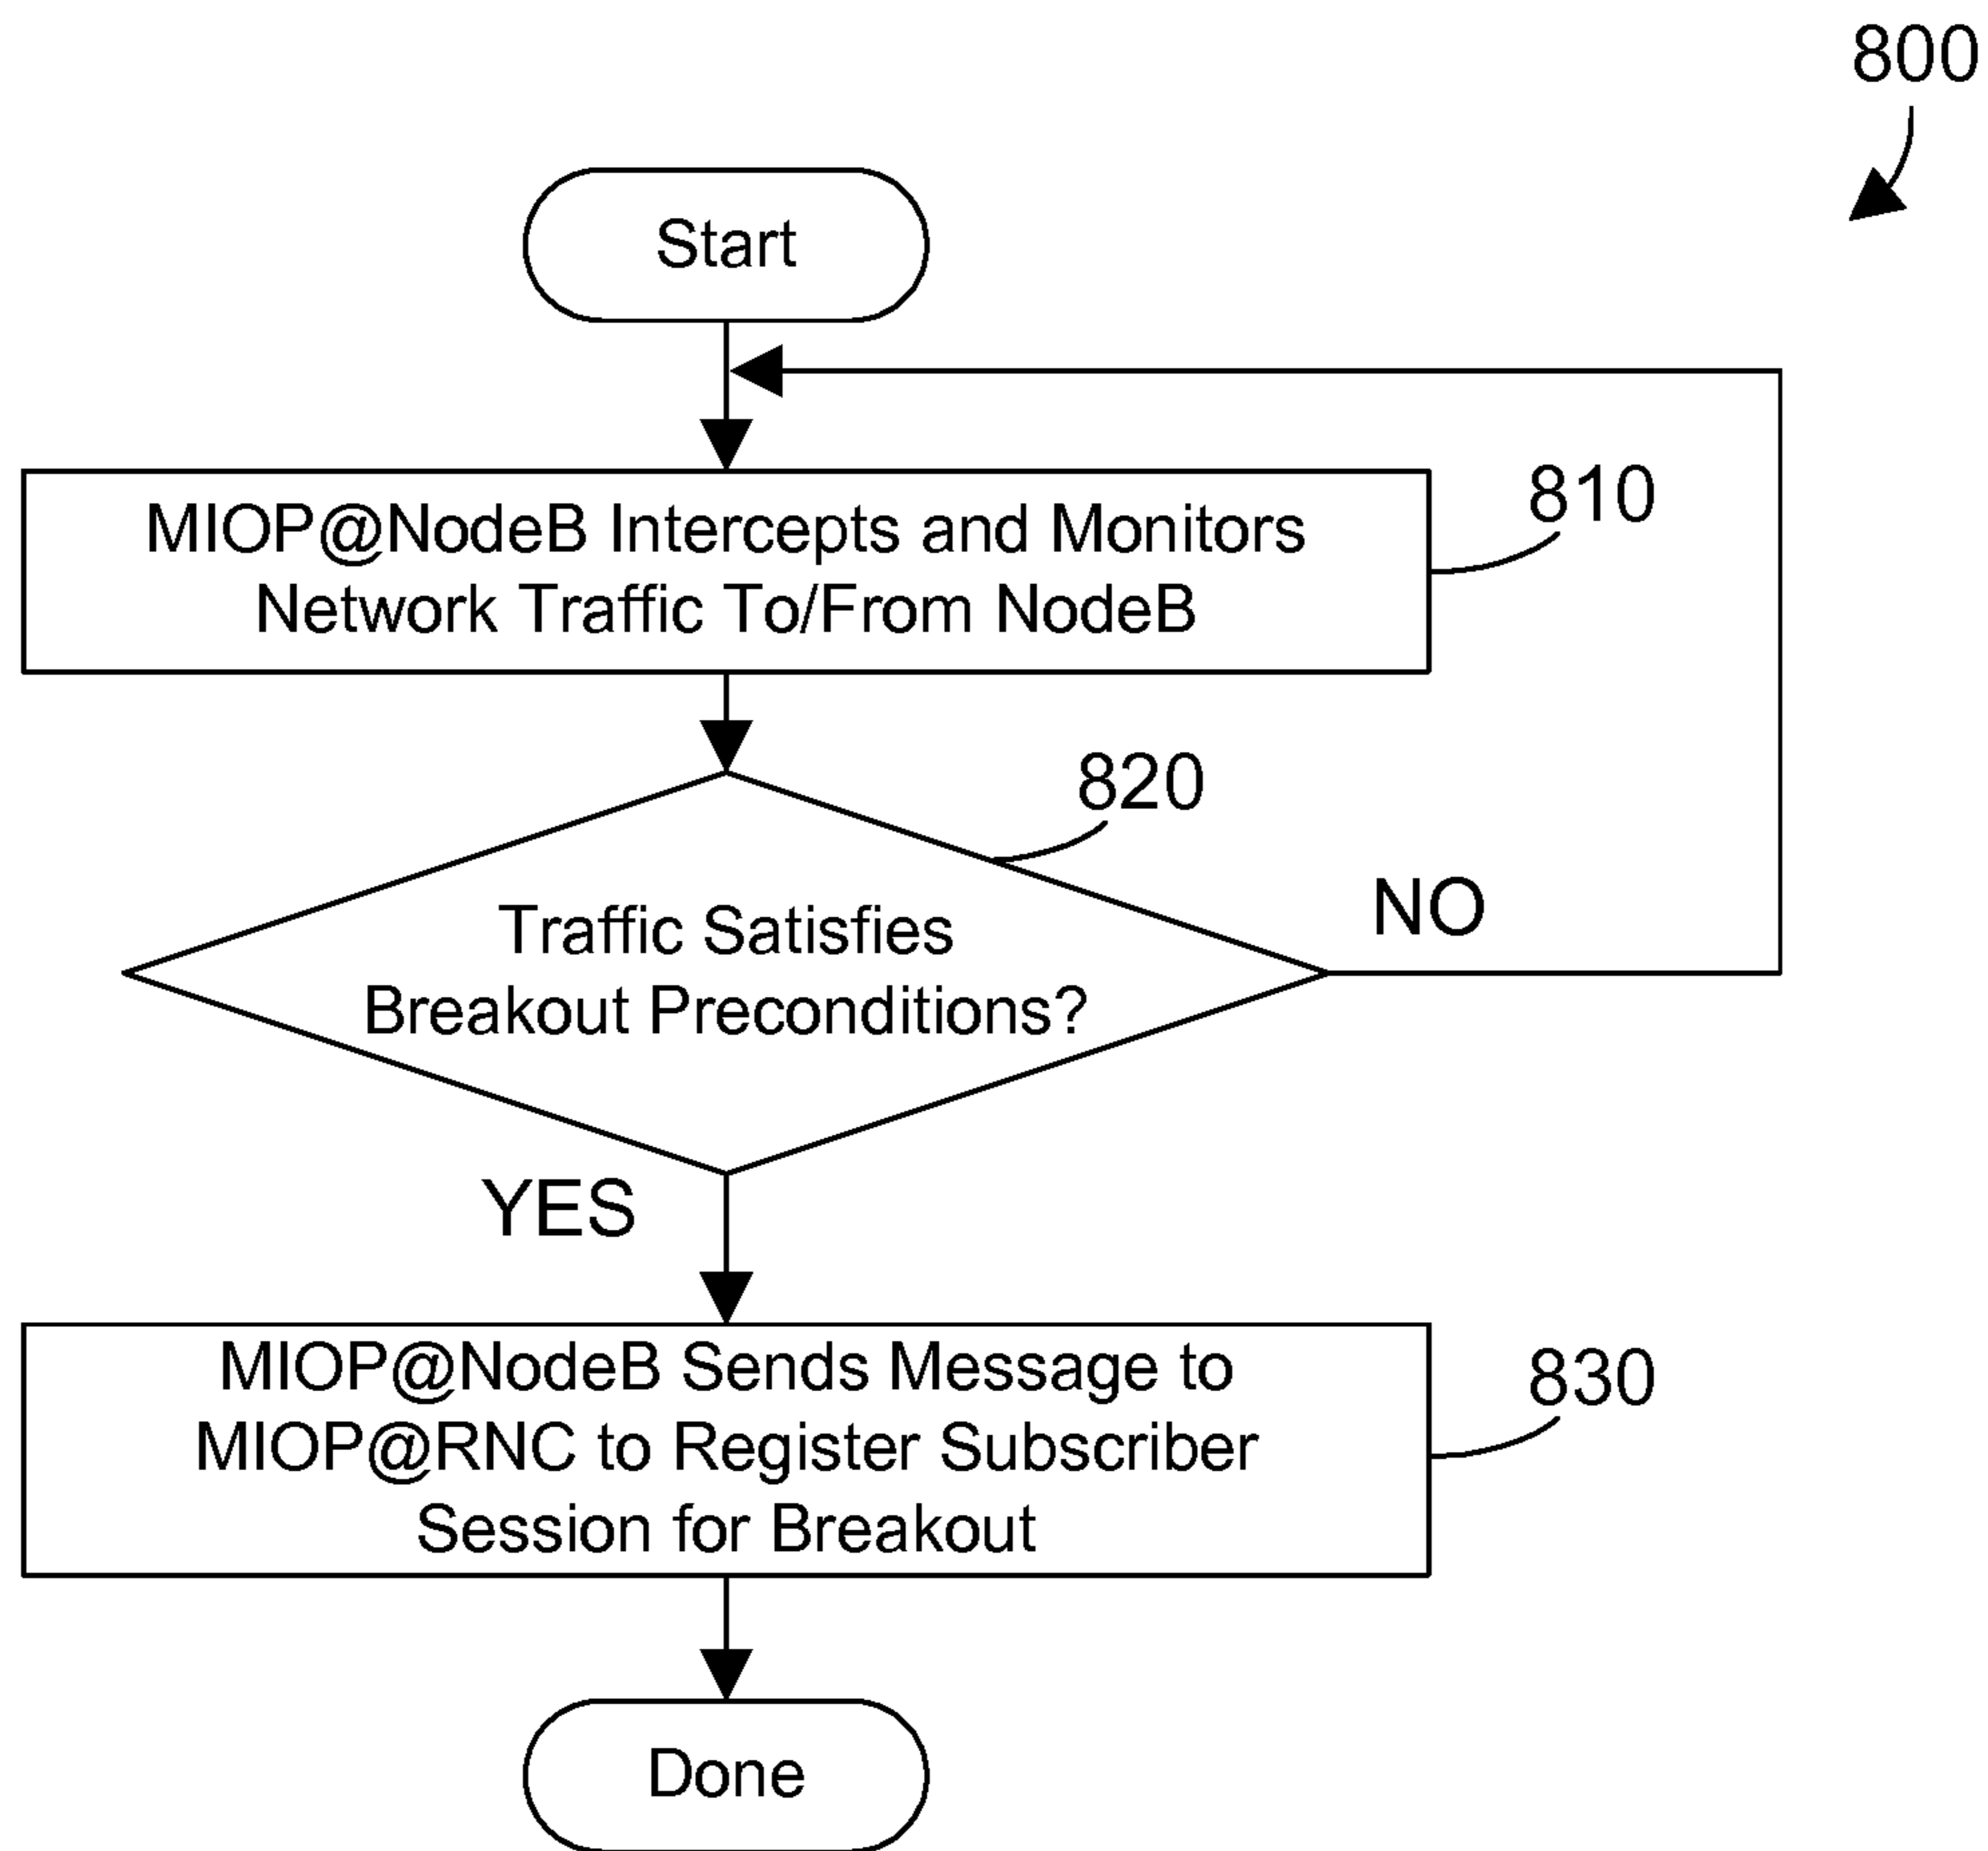 800
Start
MIOP@NodeB Intercepts and Monitors
Network Traffic To/From NodeB
810
820
Traffic Satisfies
Breakout Preconditions?
NO
YES
MIOP@NodeB Sends Message to
MIOP@RNC to Register Subscriber
Session for Breakout
830
Done